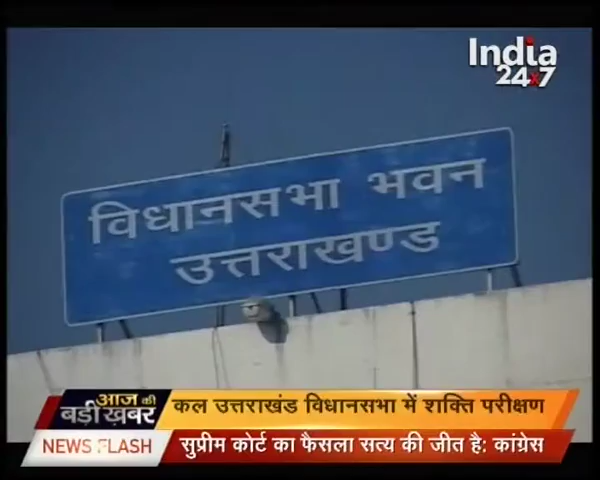 India
24x7
विधानसभा भवन
उत्तराखण्ड
आज की
बड़ी ख़बर
कल उत्तराखंड विधानसभा में शक्ति परीक्षण
NEWS FLASH
सुप्रीम कोर्ट का फैसला सत्य की जीत है: कांग्रेस